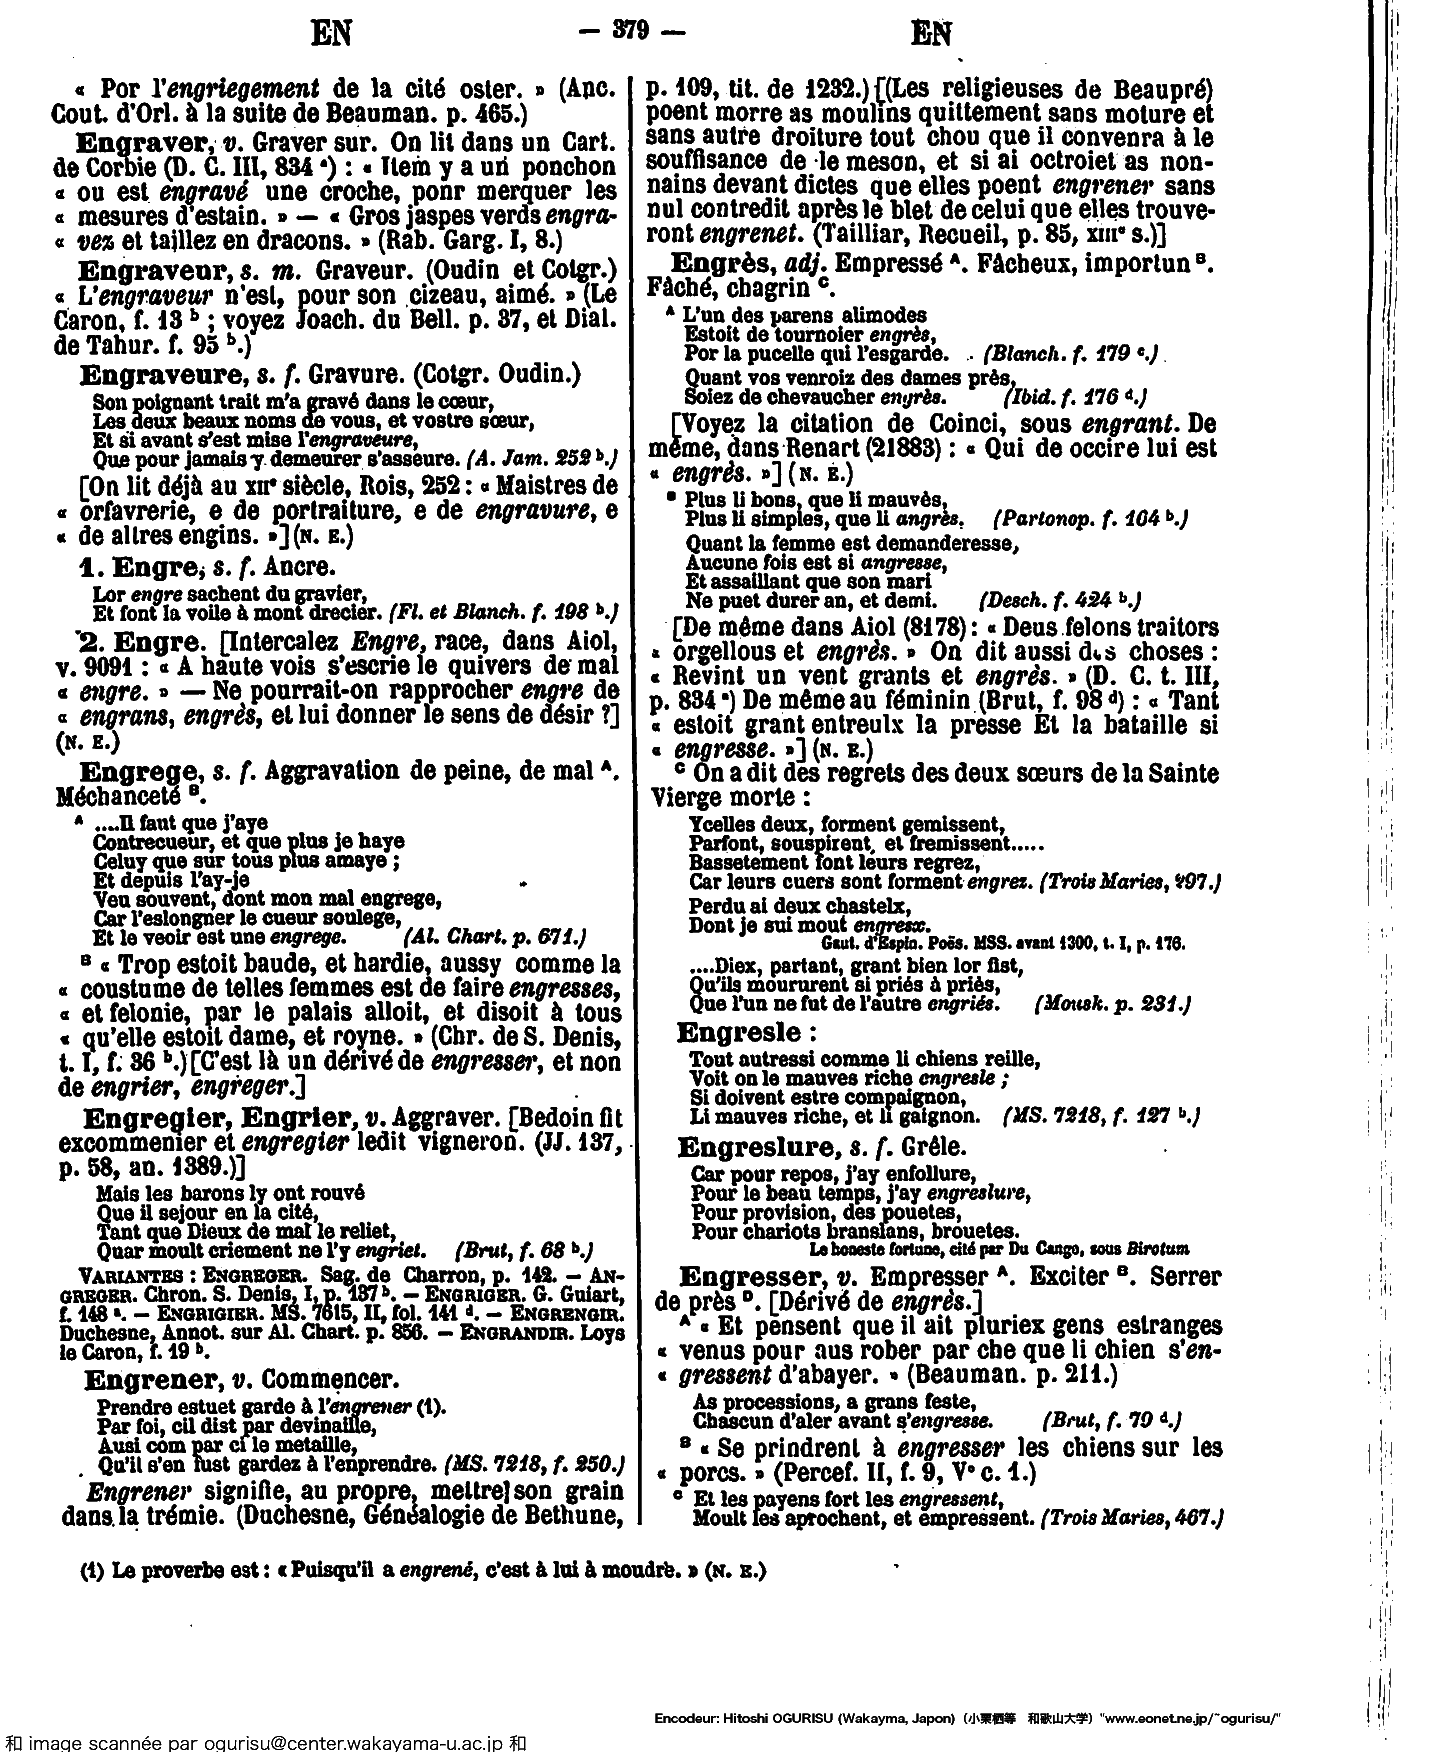 EN — 379 — EN
« Por l'engriegement de la cité oster. » (Anc.
Cout. d'Orl. à la suite de Beauman. p. 465.)
Engraver, v. Graver sur. On lit dans un Cart.
de Corbie (D. C. III, 834 a) : « Item y a un ponchon
« ou est engravé une croche, ponr merquer les
« mesures d'estain. » — « Gros jaspes verds engra-
« vez et taillez en dracons. » (Rab. Garg. I, 8.)
Engraveur, s. m. Graveur. (Oudin et Cotgr.)
« L'engraveur n'est, pour son cizeau, aimé. » (Le
Caron, f. 13 b ; voyez Joach. du Bell. p. 37, et Dial.
de Tahur. f. 95 b.)
Engraveure, s. f. Gravure. (Cotgr. Oudin.)
Son poignant trait m'a gravé dans le cœur,
Les deux beaux noms de vous, et vostre sœur,
Et si avant s'est mise l'engraveure,
Que pour jamais y demeurer s'asseure. (A. Jam. 252 b.)
[On lit déjà au XIIe siècle, Rois, 252 : « Maistres de
« orfavrerie, e de portraiture, e de engravure, e
« de altres engins. »] (N. E.)
1. Engre, s. f. Ancre.
Lor engre sachent du gravier,
Et font la voile à mont drecier. (Fl. et Blanch. f. 198 b.)
2. Engre. [Intercalez Engre, race, dans Aiol,
v. 9091 : « A haute vois s'escrie le quivers de mal
« engre. » — Ne pourrait-on rapprocher engre de
« engrans, engrès, et lui donner le sens de désir ?]
(N. E.)
Engrege, s. f. Aggravation de peine, de mal A.
Méchanceté B.
A ....Il faut que j'aye
Contrecueur, et que plus je haye
Celuy que sur tous plus amaye ;
Et depuis l'ay-je
Veu souvent, dont mon mal engrege,
Car l'eslongner le cueur soulege,
Et le veoir est une engrege. (Al. Chart. p. 671.)
B « Trop estoit baude, et hardie, aussy comme la
« coustume de telles femmes est de faire engresses,
« et felonie, par le palais alloit, et disoit à tous
« qu'elle estoit dame, et royne. » (Chr. de S. Denis,
t. I, f. 36 b.) [C'est là un dérivé de engresser, et non
de engrier, engreger.]
Engregier, Engrier, v. Aggraver. [Bedoin fit
excommenier et engregier ledit vigneron. (JJ. 137,
p. 58, an. 1389.)]
Mais les barons ly ont rouvé
Que il sejour en la cité,
Tant que Dieux de mal le reliet,
Quar moult criement ne l'y engriet. (Brut, f. 68 b.)
VARIANTES : ENGREGER. Sag. de Charron, p. 142. — AN-
GREGER. Chron. S. Denis, I, p. 137 b. — ENGRIGER. G. Guiart,
f. 148 a. — ENGRIGIER. MS. 7615, II, fol. 141 d. — ENGRENGIR.
Duchesne, Annot. sur Al. Chart. p. 856. — ENGRANDIR. Loys
le Caron, f. 19 b.
Engrener, v. Commencer.
Prendre estuet garde à l'engrener (1).
Par foi, cil dist par devinaille,
Ausi com par ci le metaille,
Qu'il s'en fust gardez à l'enprendre. (MS. 7218, f. 250.)
Engrener signifie, au propre, mettre] son grain
dans la trémie. (Duchesne, Généalogie de Bethune,
p. 109, tit. de 1232.) [(Les religieuses de Beaupré)
poent morre as moulins quittement sans moture et
sans autre droiture tout chou que il convenra à le
souffisance de le meson, et si ai octroiet as non-
nains devant dictes que elles poent engrener sans
nul contredit après le blet de celui que elles trouve-
ront engrenet. (Tailliar, Recueil, p. 85, XIIIe s.)]
Engrès, adj. Empressé A. Fâcheux, importun B.
Fâché, chagrin C.
A L'un des parens alimodes
Estoit de tournoier engrès,
Por la pucelle qui l'esgarde. (Blanch. f. 179 c.)
Quant vos venroiz des dames près,
Soiez de chevaucher engrès. (Ibid. f. 176 d.)
[Voyez la citation de Coinci, sous engrant. De
même, dans Renart (21883) : « Qui de occire lui est
« engrès. »] (N. E.)
B Plus li bons, que li mauvès,
Plus li simples, que li angrès. (Partonop. f. 164 b.)
Quant la femme est demanderesse,
Aucune fois est si angresse,
Et assaillant que son mari
Ne puet durer an, et demi. (Desch. f. 424 b.)
[De même dans Aiol (8178) : « Deus felons traitors
« orgellous et engrès. » On dit aussi des choses :
« Revint un vent grants et engrès. » (D. C. t. III,
p. 834 a) De même au féminin (Brut, f. 98 d) : « Tant
« estoit grant entreulx la presse Et la bataille si
« engresse. »] (N. E.)
C On a dit des regrets des deux sœurs de la Sainte
Vierge morte :
Ycelles deux, forment gemissent,
Parfont, souspirent, et fremissent.....
Bassetement font leurs regrez,
Car leurs cuers sont forment engrez. (Trois Maries, 497.)
Perdu ai deux chastelx,
Dont je sui mout engresx.
Gaut. d'Espin. Poës. MSS. avant 1300, t. I, p. 176.
....Diex, partant, grant bien lor fist,
Qu'ils moururent si priés à priès,
Que l'un ne fut de l'autre engriés. (Mousk. p. 231.)
Engresle :
Tout autressi comme li chiens reille,
Voit on le mauves riche engresle ;
Si doivent estre compaignon,
Li mauves riche, et li gaignon. (MS. 7218, f. 127 b.)
Engreslure, s. f. Grêle.
Car pour repos, j'ay enfollure,
Pour le beau temps, j'ay engreslure,
Pour provision, des pouetes,
Pour chariots branslans, brouetes.
Le honeste fortune, cité par Du Cange, sous Birotum
Engresser, v. Empresser A. Exciter B. Serrer
de près D. [Dérivé de engrès.]
A « Et pensent que il ait pluriex gens estranges
« venus pour aus rober par che que li chien s'en-
« gressent d'abayer. » (Beauman. p. 211.)
As processions, a grans feste,
Chascun d'aler avant s'engresse. (Brut, f. 79 d.)
B « Se prindrent à engresser les chiens sur les
« porcs. » (Percef. II, f. 9, Vo c. 1.)
C Et les payens fort les engressent,
Moult les aprochent, et empressent. (Trois Maries, 467.)
(1) Le proverbe est : « Puisqu'il a engrené, c'est à lui à moudre. » (N. E.)
Encodeur: Hitoshi OGURISU (Wakayma, Japon) (小栗栖等 和歌山大学) "www.eonet.ne.jp/~ogurisu/"
和 image scannée par ogurisu@center.wakayama-u.ac.jp 和